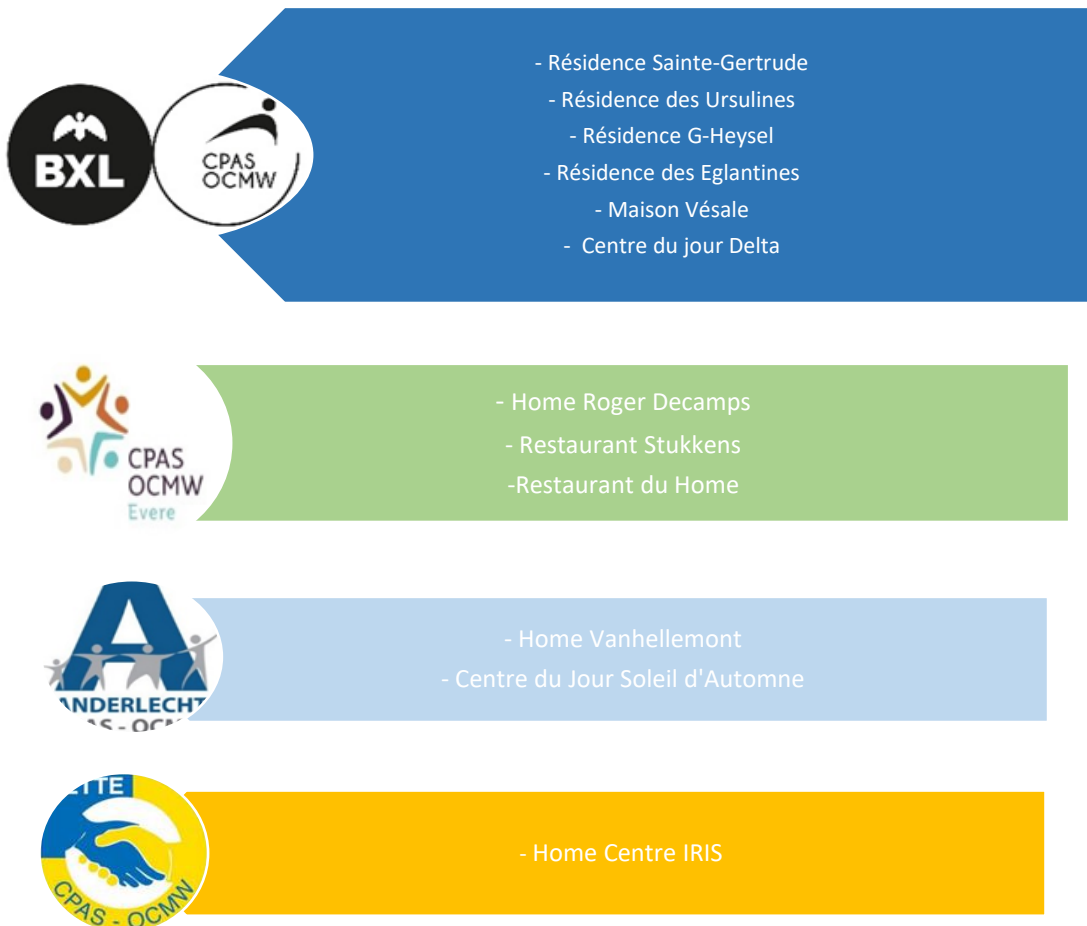 BXL
CPAS
OCMW
- Résidence Sainte-Gertrude
- Résidence des Ursulines
- Résidence G-Heysel
- Résidence des Eglantines
- Maison Vésale
- Centre du jour Delta
CPAS
OCMW
Evere
- Home Roger Decamps
- Restaurant Stukkens
-Restaurant du Home
A
ANDERLECHT
- Home Vanhellemont
- Centre du Jour Soleil d'Automne
ETTE
CPAS - OCMW
- Home Centre IRIS